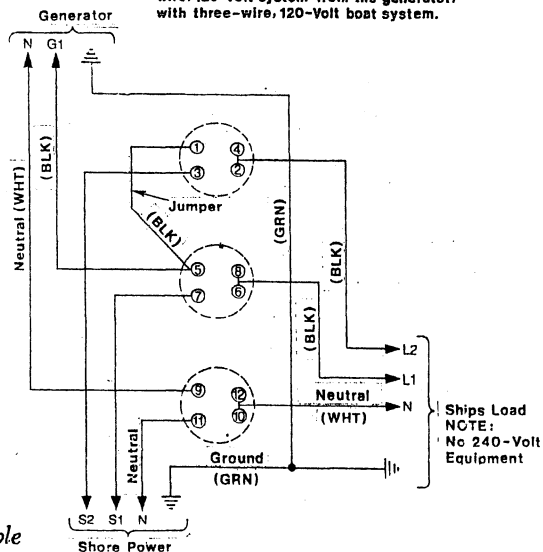 with three-wire, 120-Volt boat system.
Generator
N G1
Neutral (WHT)
(BLK)
1
4
3
2
Jumper
(BLK)
(GRN)
(BLK)
5
8
7
6
(BLK)
L2
L1
9
12
11
10
Neutral
(WHT)
N
Neutral
Ground
(GRN)
Ships Load
NOTE:
No 240-Volt
Equipment
S2 S1 N
Shore Power